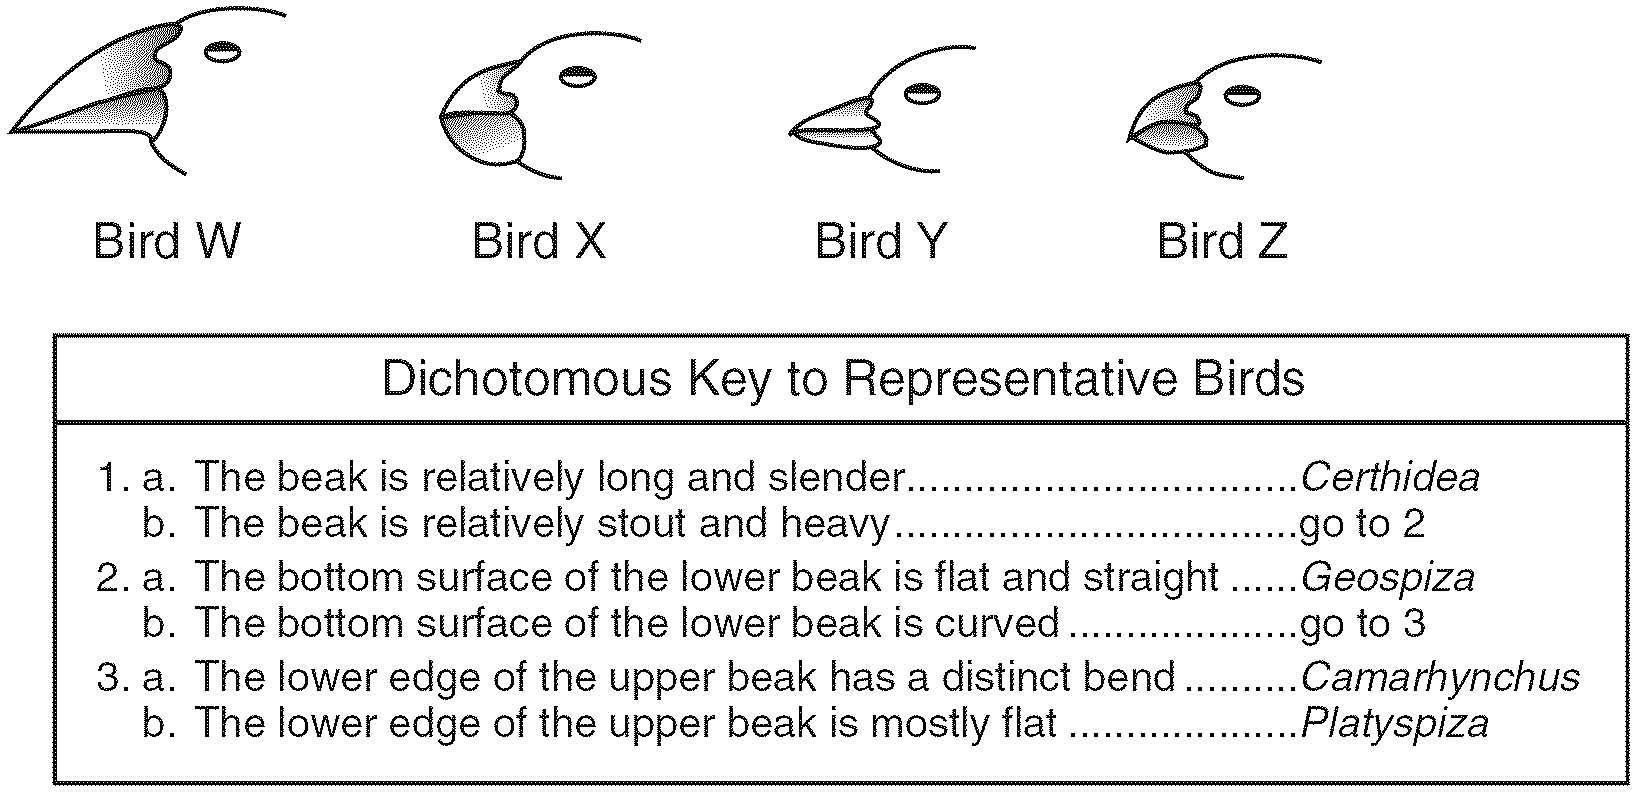 Bird W Bird X Bird Y Bird Z
Dichotomous Key to Representative Birds
1. a. The beak is relatively long and slender..................................Certhidea
b. The beak is relatively stout and heavy...................................go to 2
2. a. The bottom surface of the lower beak is flat and straight ......Geospiza
b. The bottom surface of the lower beak is curved ....................go to 3
3. a. The lower edge of the upper beak has a distinct bend ..........Camarhynchus
b. The lower edge of the upper beak is mostly flat ....................Platyspiza